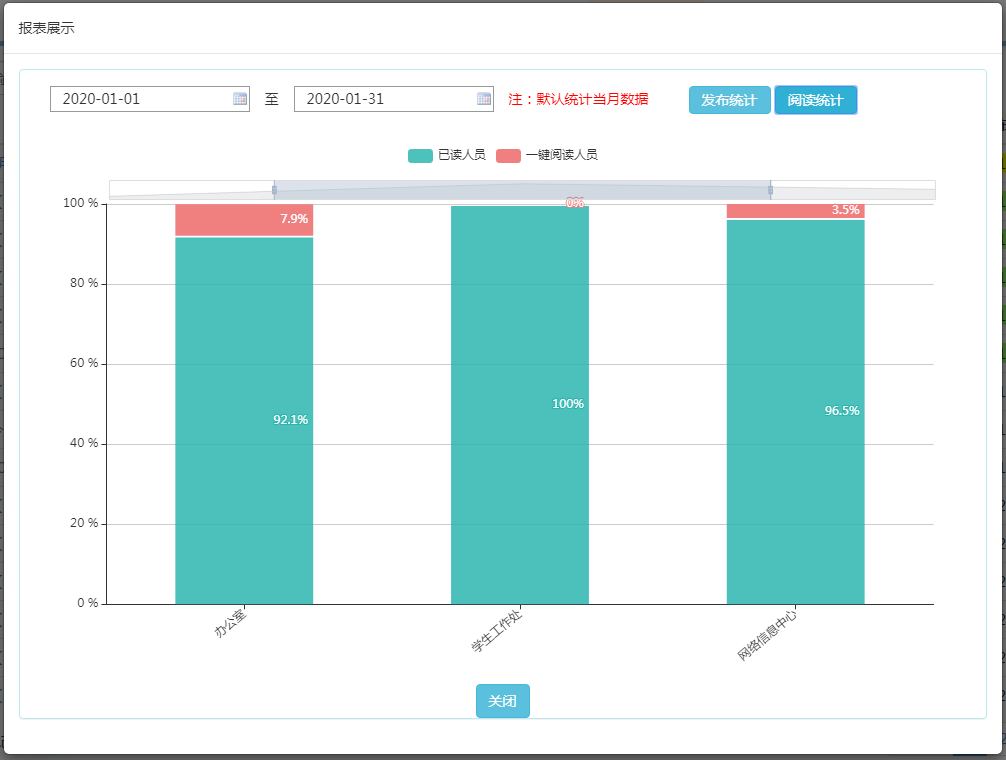 报表展示
2020-01-01 至 2020-01-31 注：默认统计当月数据 发布统计 阅读统计
已读人员 一键阅读人员
100 %
80 %
60 %
40 %
20 %
0 %
7.9%
0%
3.5%
92.1%
100%
96.5%
办公室
学生工作处
网络信息中心
关闭